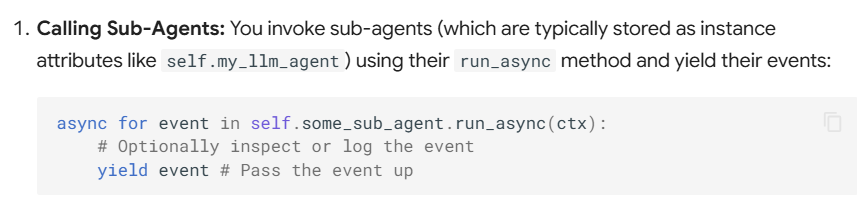 1. Calling Sub-Agents: You invoke sub-agents (which are typically stored as instance
attributes like self.my_llm_agent ) using their run_async method and yield their events:
async for event in self.some_sub_agent.run_async(ctx):
    # Optionally inspect or log the event
    yield event # Pass the event up